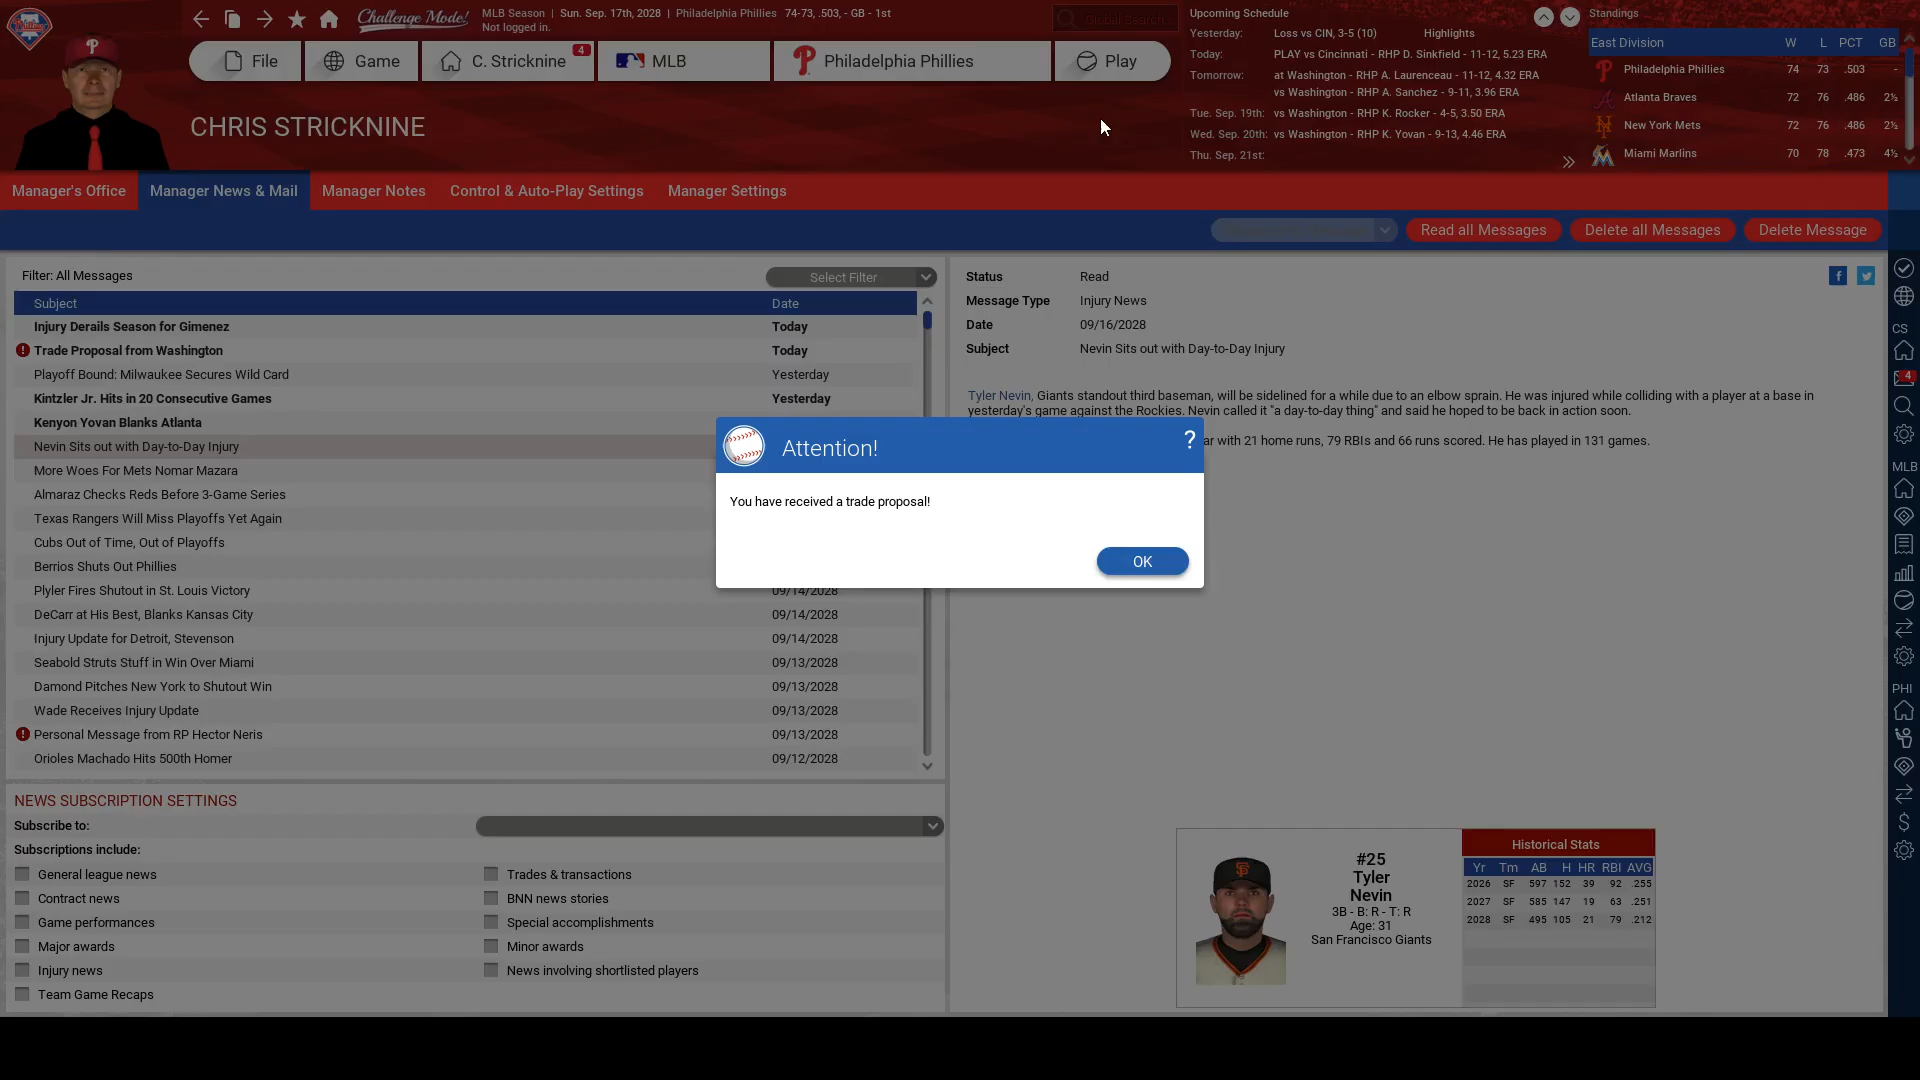 Challenge Mode!
MLB Season | Sun. Sep. 17th, 2028 | Philadelphia Phillies 74-73, .503, - GB - 1st
Not logged in.
Global Search
File
Game
C. Stricknine
4
MLB
Philadelphia Phillies
Play
CHRIS STRICKNINE
Upcoming Schedule
Yesterday: Loss vs CIN, 3-5 (10) Highlights
Today: PLAY vs Cincinnati - RHP D. Sinkfield - 11-12, 5.23 ERA
Tomorrow: at Washington - RHP A. Laurenceau - 11-12, 4.32 ERA
vs Washington - RHP A. Sanchez - 9-11, 3.96 ERA
Tue. Sep. 19th: vs Washington - RHP K. Rocker - 4-5, 3.50 ERA
Wed. Sep. 20th: vs Washington - RHP K. Yovan - 9-13, 4.46 ERA
Thu. Sep. 21st:
Standings
East Division W L PCT GB
Philadelphia Phillies 74 73 .503 -
Atlanta Braves 72 76 .486 2½
New York Mets 72 76 .486 2½
Miami Marlins 70 78 .473 4½
Manager's Office
Manager News & Mail
Manager Notes
Control & Auto-Play Settings
Manager Settings
Read all Messages
Delete all Messages
Delete Message
Filter: All Messages
Select Filter
Subject Date
Injury Derails Season for Gimenez Today
Trade Proposal from Washington Today
Playoff Bound: Milwaukee Secures Wild Card Yesterday
Kintzler Jr. Hits in 20 Consecutive Games Yesterday
Kenyon Yovan Blanks Atlanta
Nevin Sits out with Day-to-Day Injury
More Woes For Mets Nomar Mazara
Almaraz Checks Reds Before 3-Game Series
Texas Rangers Will Miss Playoffs Yet Again
Cubs Out of Time, Out of Playoffs
Berrios Shuts Out Phillies
Plyler Fires Shutout in St. Louis Victory 09/14/2028
DeCarr at His Best, Blanks Kansas City 09/14/2028
Injury Update for Detroit, Stevenson 09/14/2028
Seabold Struts Stuff in Win Over Miami 09/13/2028
Damond Pitches New York to Shutout Win 09/13/2028
Wade Receives Injury Update 09/13/2028
Personal Message from RP Hector Neris 09/13/2028
Orioles Machado Hits 500th Homer 09/12/2028
Status Read
Message Type Injury News
Date 09/16/2028
Subject Nevin Sits out with Day-to-Day Injury
Tyler Nevin, Giants standout third baseman, will be sidelined for a while due to an elbow sprain. He was injured while colliding with a player at a base in
yesterday's game against the Rockies. Nevin called it "a day-to-day thing" and said he hoped to be back in action soon.
ar with 21 home runs, 79 RBIs and 66 runs scored. He has played in 131 games.
Attention!
?
You have received a trade proposal!
OK
NEWS SUBSCRIPTION SETTINGS
Subscribe to:
Subscriptions include:
General league news
Trades & transactions
Contract news
BNN news stories
Game performances
Special accomplishments
Major awards
Minor awards
Injury news
News involving shortlisted players
Team Game Recaps
#25
Tyler
Nevin
3B - B: R - T: R
Age: 31
San Francisco Giants
Historical Stats
Yr Tm AB H HR RBI AVG
2026 SF 597 152 39 92 .255
2027 SF 585 147 19 63 .251
2028 SF 495 105 21 79 .212
CS
4
MLB
PHI